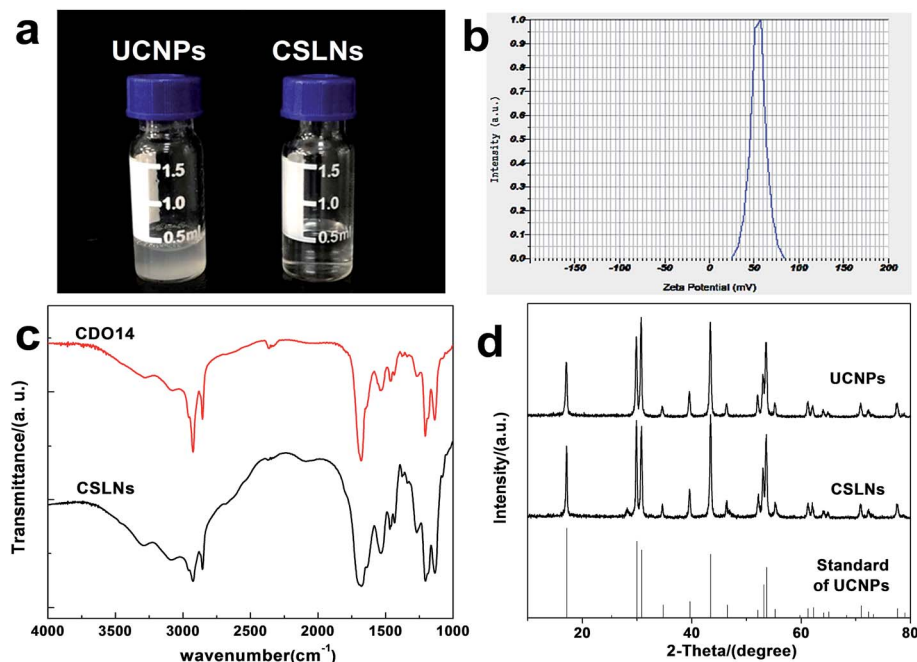 a
UCNPs CSLNs
1.5
1.0
0.5ml
1.5
1.0
0.5ml
b
1.0
0.9
0.8
0.7
0.6
0.5
0.4
0.3
0.2
0.1
0.0
Intensity (a.u.)
-150 -100 -50 0 50 100 150 200
Zeta Potential (mV)
c
CDO14
CSLNs
Transmittance/(a. u.)
4000 3500 3000 2500 2000 1500 1000
wavenumber(cm-1)
d
UCNPs
CSLNs
Standard
of UCNPs
Intensity/(a.u.)
20 40 60 80
2-Theta/(degree)